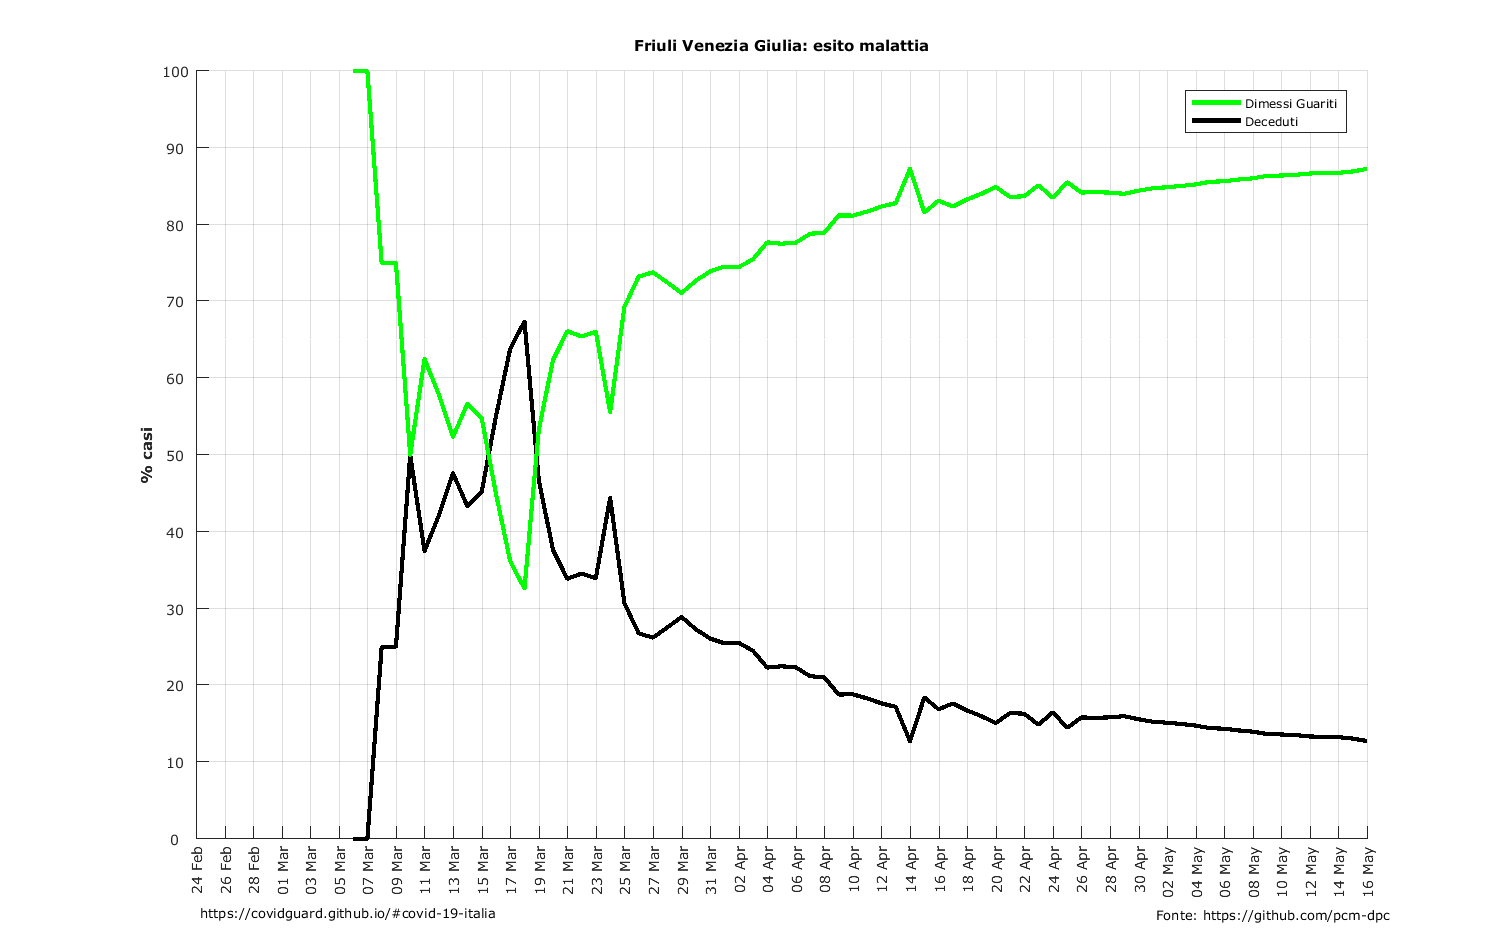 Friuli Venezia Giulia: esito malattia
Dimessi Guariti
Deceduti
% casi
100
90
80
70
60
50
40
30
20
10
0
24 Feb
26 Feb
28 Feb
01 Mar
03 Mar
05 Mar
07 Mar
09 Mar
11 Mar
13 Mar
15 Mar
17 Mar
19 Mar
21 Mar
23 Mar
25 Mar
27 Mar
29 Mar
31 Mar
02 Apr
04 Apr
06 Apr
08 Apr
10 Apr
12 Apr
14 Apr
16 Apr
18 Apr
20 Apr
22 Apr
24 Apr
26 Apr
28 Apr
30 Apr
02 May
04 May
06 May
08 May
10 May
12 May
14 May
16 May
https://covidguard.github.io/#covid-19-italia
Fonte: https://github.com/pcm-dpc